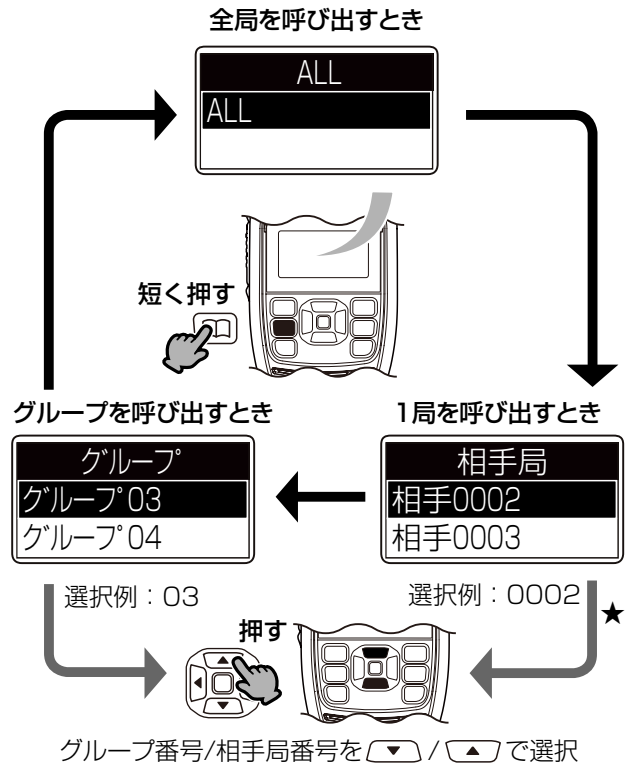 全局を呼び出すとき
ALL
ALL
短く押す
グループを呼び出すとき
1局を呼び出すとき
グループ
グループ03
グループ04
相手局
相手0002
相手0003
選択例：03
選択例：0002
★
押す
グループ番号/相手局番号を▼/▲で選択